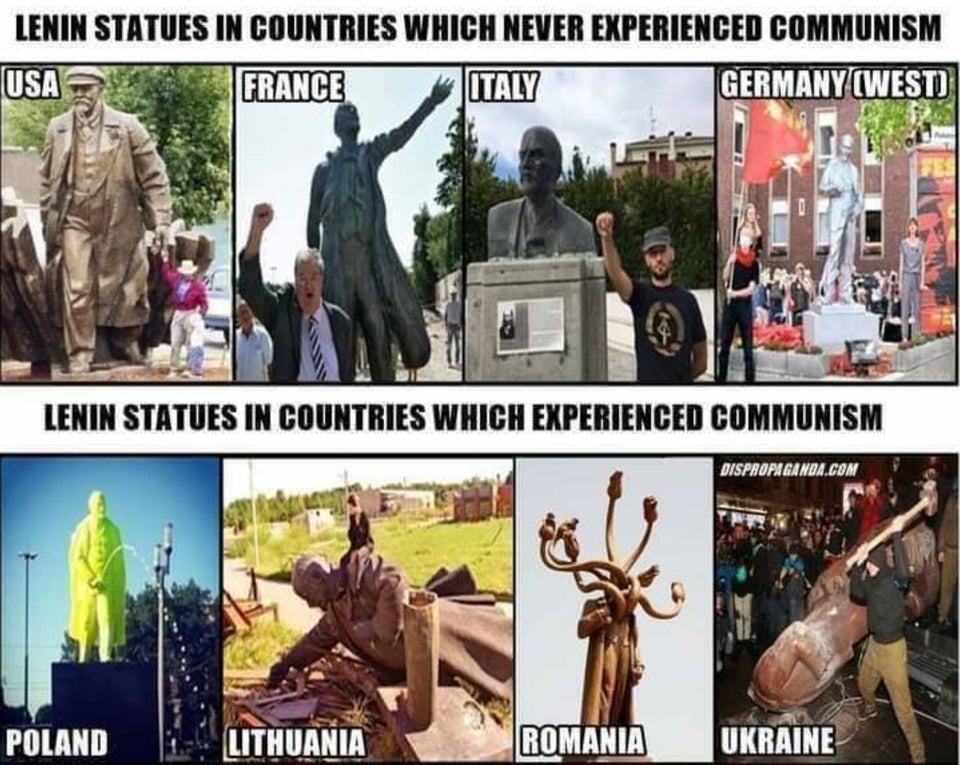 LENIN STATUES IN COUNTRIES WHICH NEVER EXPERIENCED COMMUNISM
USA
FRANCE
ITALY
GERMANY (WEST)
LENIN STATUES IN COUNTRIES WHICH EXPERIENCED COMMUNISM
DISPROPAGANDA.COM
POLAND
LITHUANIA
ROMANIA
UKRAINE